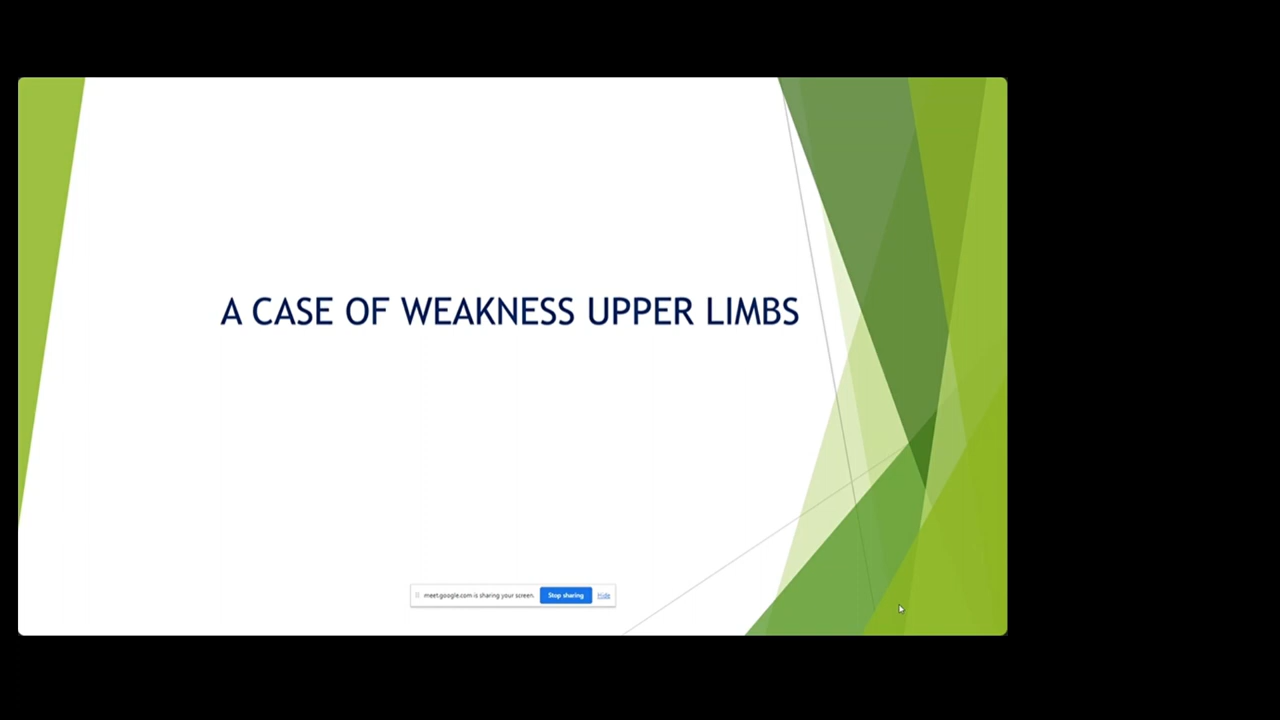 A CASE OF WEAKNESS UPPER LIMBS
meet.google.com is sharing your screen. Stop sharing Hide